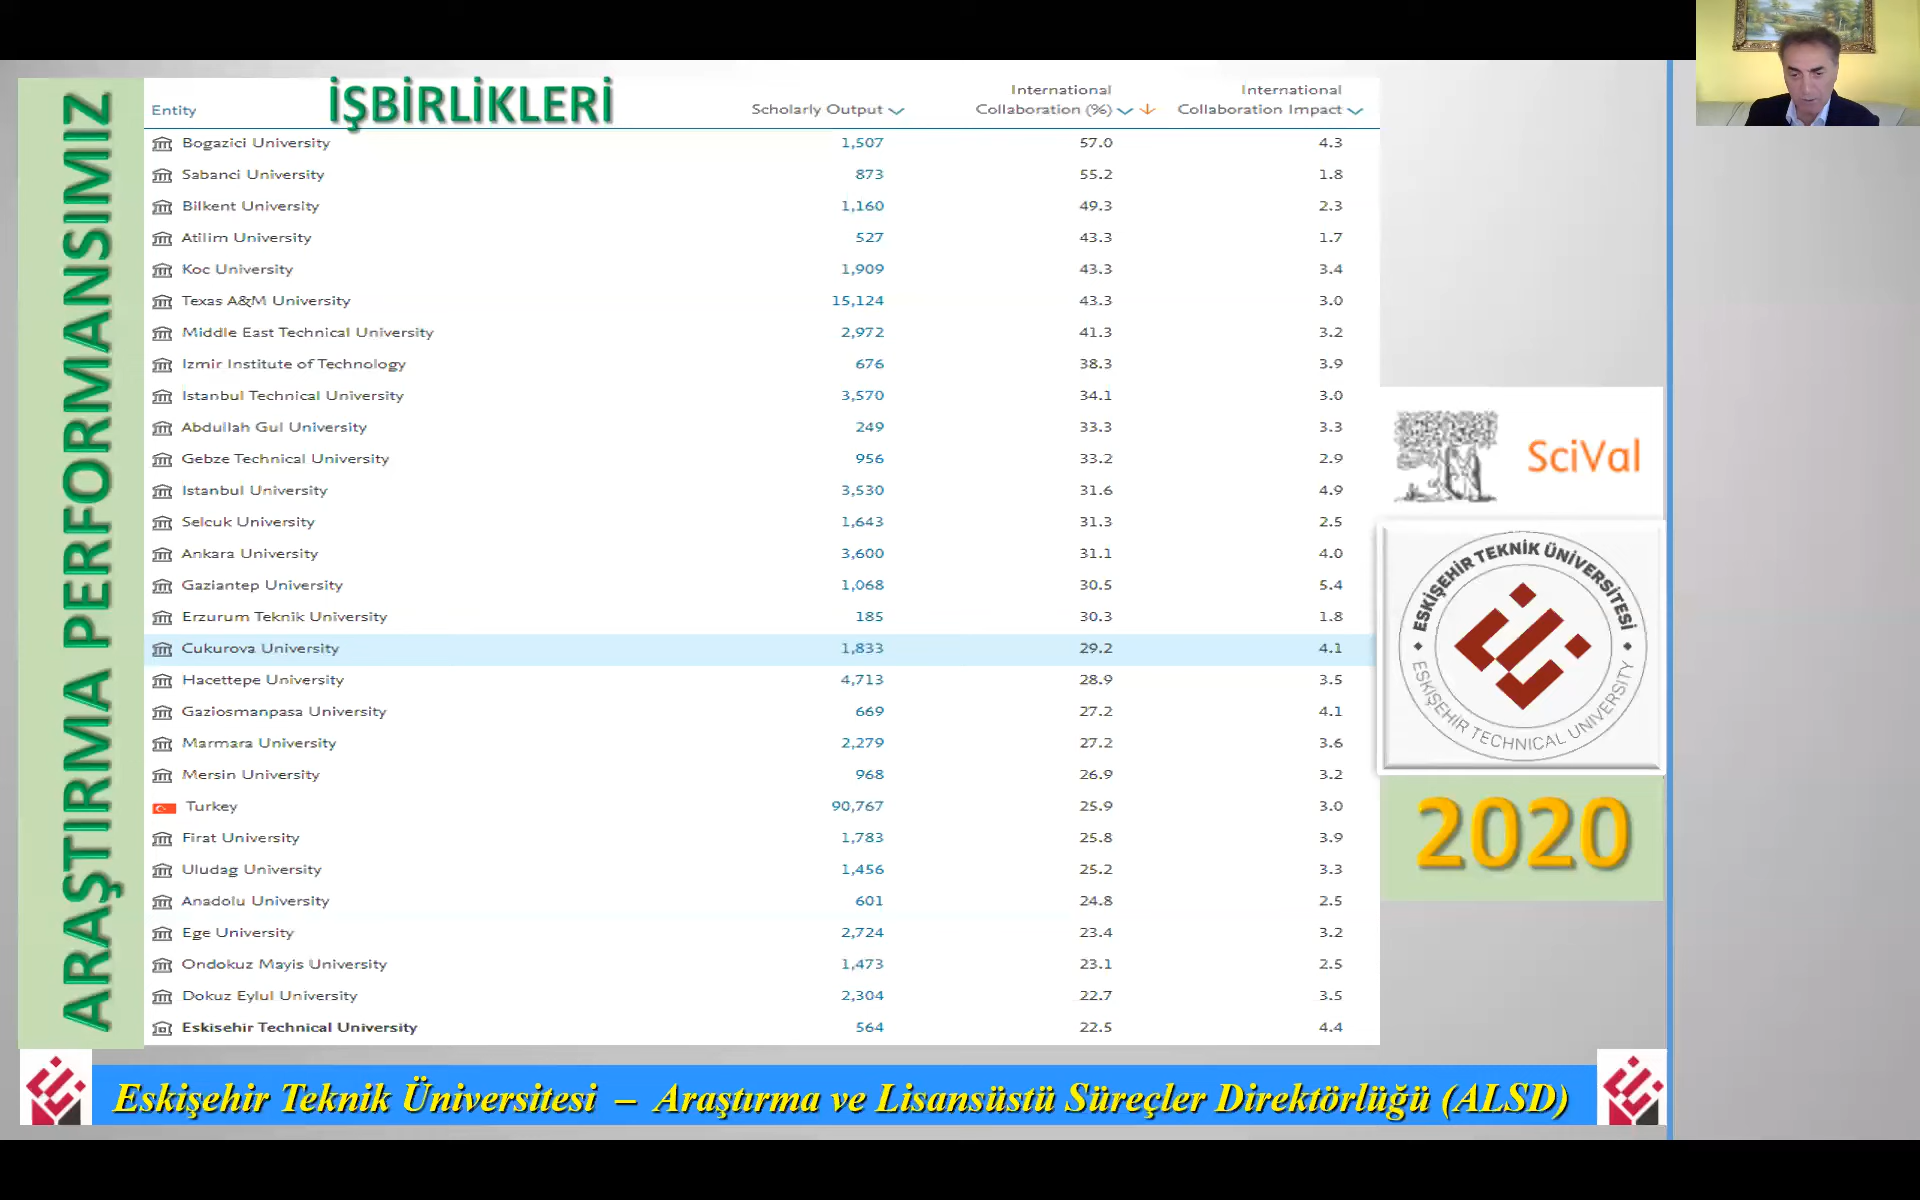 ARAŞTIRMA PERFORMANSIMIZ
İŞBİRLİKLERİ
Entity Scholarly Output International Collaboration (%) International Collaboration Impact
Bogazici University 1,507 57.0 4.3
Sabanci University 873 55.2 1.8
Bilkent University 1,160 49.3 2.3
Atilim University 527 43.3 1.7
Koc University 1,909 43.3 3.4
Texas A&M University 15,124 43.3 3.0
Middle East Technical University 2,972 41.3 3.2
Izmir Institute of Technology 676 38.3 3.9
Istanbul Technical University 3,570 34.1 3.0
Abdullah Gul University 249 33.3 3.3
Gebze Technical University 956 33.2 2.9
Istanbul University 3,530 31.6 4.9
Selcuk University 1,643 31.3 2.5
Ankara University 3,600 31.1 4.0
Gaziantep University 1,068 30.5 5.4
Erzurum Teknik University 185 30.3 1.8
Cukurova University 1,833 29.2 4.1
Hacettepe University 4,713 28.9 3.5
Gaziosmanpasa University 669 27.2 4.1
Marmara University 2,279 27.2 3.6
Mersin University 968 26.9 3.2
Turkey 90,767 25.9 3.0
Firat University 1,783 25.8 3.9
Uludag University 1,456 25.2 3.3
Anadolu University 601 24.8 2.5
Ege University 2,724 23.4 3.2
Ondokuz Mayis University 1,473 23.1 2.5
Dokuz Eylul University 2,304 22.7 3.5
Eskisehir Technical University 564 22.5 4.4
SciVal
ESKİŞEHİR TEKNİK ÜNİVERSİTESİ
ESKİŞEHİR TECHNICAL UNIVERSITY
2020
Eskişehir Teknik Üniversitesi – Araştırma ve Lisansüstü Süreçler Direktörlüğü (ALSD)